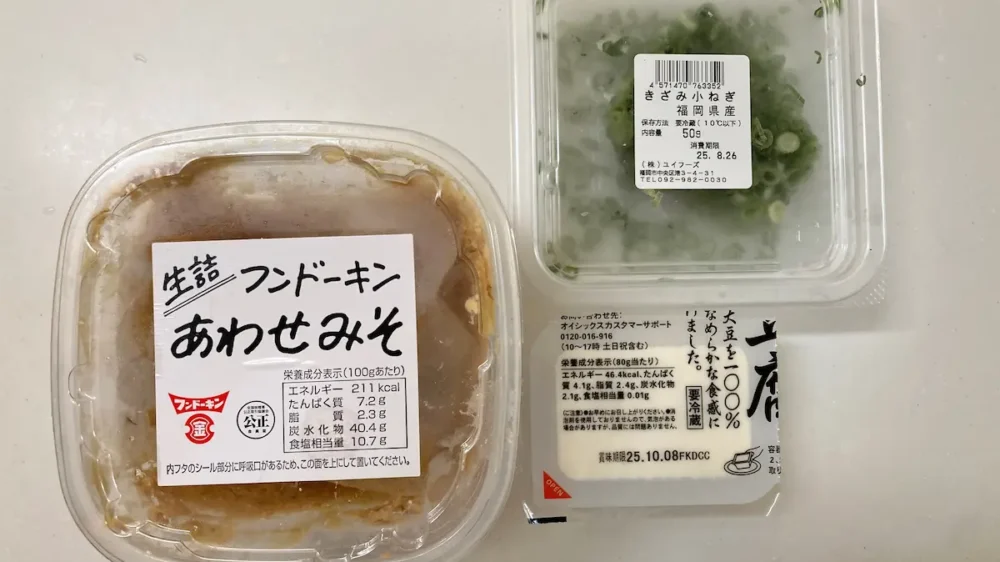 生詰
フンドーキン
あわせみそ
栄養成分表示(100gあたり)
エネルギー 211kcal
たんぱく質 7.2g
脂質 2.3g
炭水化物 40.4g
食塩相当量 10.7g
フンドーキン
公正
内フタのシール部分に呼吸口があるため、この面を上にして置いてください。
4571470763352
きざみ小ねぎ
福岡県産
保存方法 要冷蔵(10℃以下)
内容量 50g
消費期限
25. 8.26
(株)ユイフーズ
TEL092-982-0030
オイシックスカスタマーサポート
0120-016-916
(10〜17時 土日祝含む)
栄養成分表示(80g当たり)
エネルギー 46.4kcal、たんぱく
質 4.1g、脂質 2.4g、炭水化物
2.1g、食塩相当量 0.01g
大豆を一〇〇%
なめらかな食感に
りました。
要冷蔵
賞味期限25.10.08FKDCC
OPEN